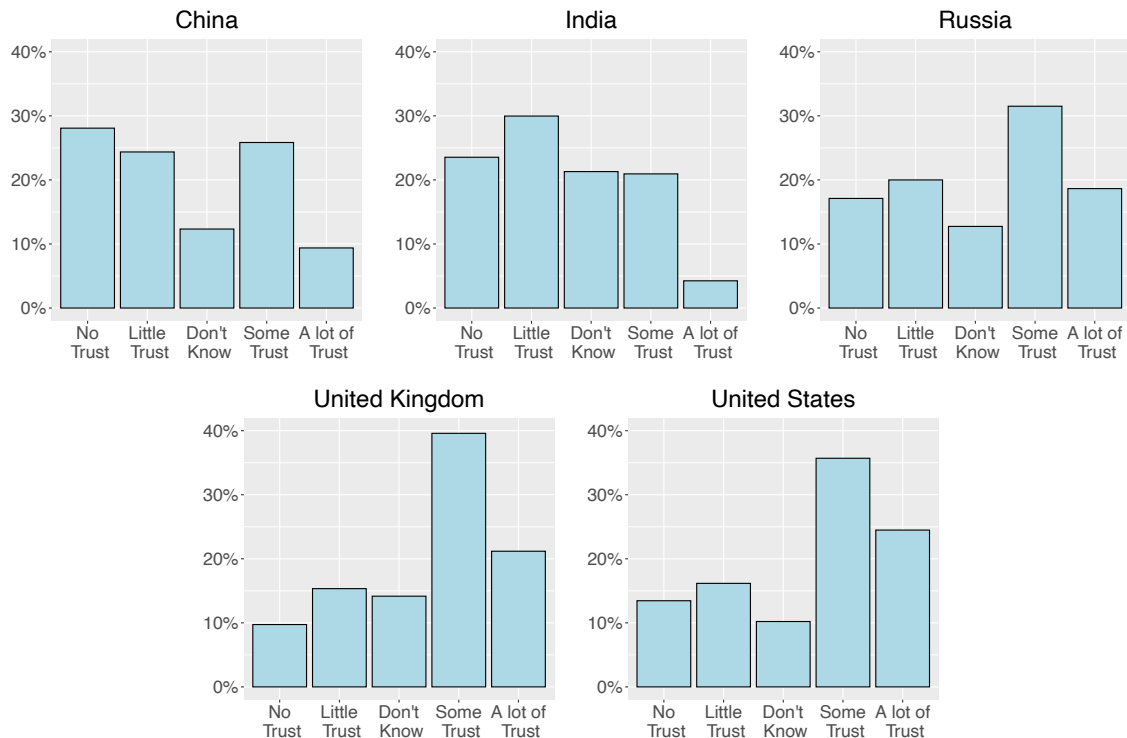 China
India
Russia
40%
30%
20%
10%
0%
No Trust
Little Trust
Don't Know
Some Trust
A lot of Trust
40%
30%
20%
10%
0%
No Trust
Little Trust
Don't Know
Some Trust
A lot of Trust
40%
30%
20%
10%
0%
No Trust
Little Trust
Don't Know
Some Trust
A lot of Trust
United Kingdom
United States
40%
30%
20%
10%
0%
No Trust
Little Trust
Don't Know
Some Trust
A lot of Trust
40%
30%
20%
10%
0%
No Trust
Little Trust
Don't Know
Some Trust
A lot of Trust